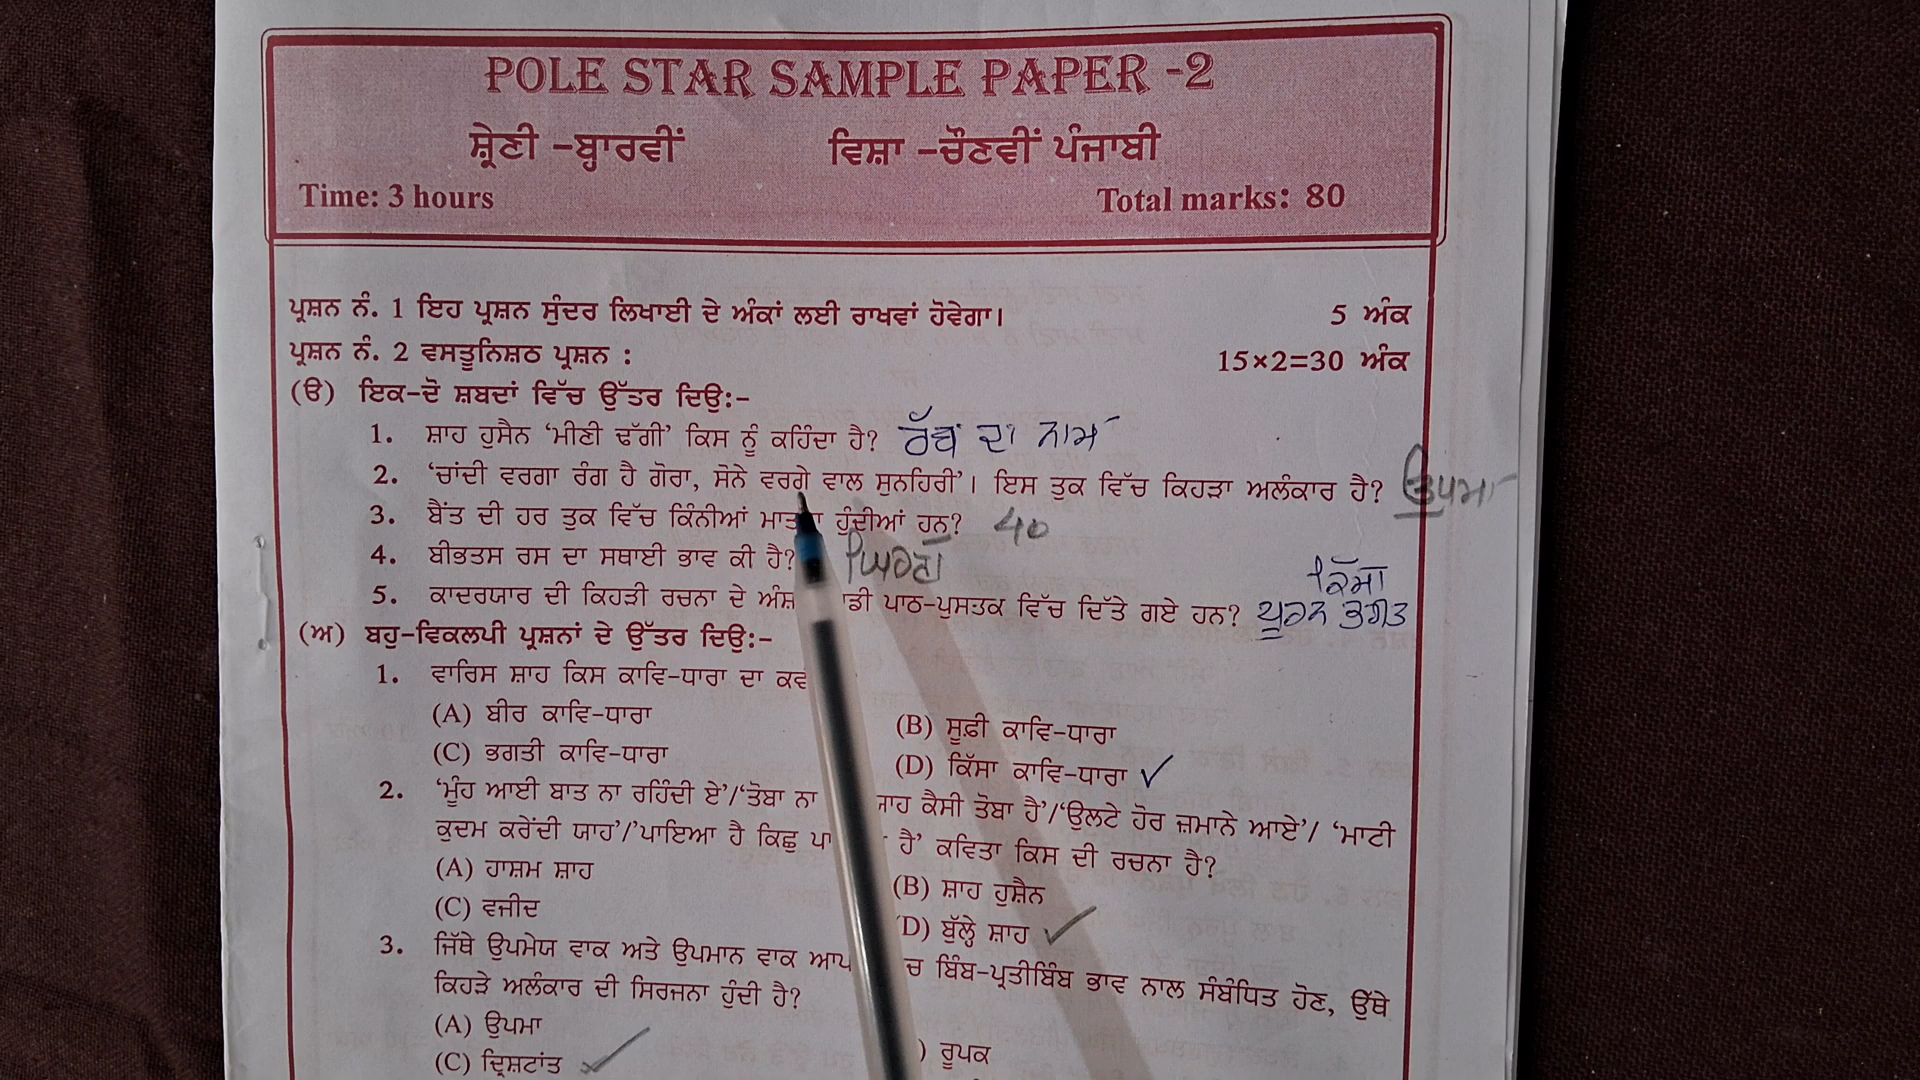 POLE STAR SAMPLE PAPER -2
ਸ਼੍ਰੇਣੀ -ਬ੍ਹਾਰਵੀਂ ਵਿਸ਼ਾ -ਚੌਣਵੀਂ ਪੰਜਾਬੀ
Time: 3 hours Total marks: 80
ਪ੍ਰਸ਼ਨ ਨੰ. 1 ਇਹ ਪ੍ਰਸ਼ਨ ਸੁੰਦਰ ਲਿਖਾਈ ਦੇ ਅੰਕਾਂ ਲਈ ਰਾਖਵਾਂ ਹੋਵੇਗਾ। 5 ਅੰਕ
ਪ੍ਰਸ਼ਨ ਨੰ. 2 ਵਸਤੂਨਿਸ਼ਠ ਪ੍ਰਸ਼ਨ : 15×2=30 ਅੰਕ
(ੳ) ਇਕ-ਦੋ ਸ਼ਬਦਾਂ ਵਿੱਚ ਉੱਤਰ ਦਿਉ:-
1. ਸ਼ਾਹ ਹੁਸੈਨ 'ਮੀਣੀ ਢੱਗੀ' ਕਿਸ ਨੂੰ ਕਹਿੰਦਾ ਹੈ? ਰੱਬ ਦਾ ਨਾਮ
2. 'ਚਾਂਦੀ ਵਰਗਾ ਰੰਗ ਹੈ ਗੋਰਾ, ਸੋਨੇ ਵਰਗੇ ਵਾਲ ਸੁਨਹਿਰੀ'। ਇਸ ਤੁਕ ਵਿੱਚ ਕਿਹੜਾ ਅਲੰਕਾਰ ਹੈ? ਉਪਮਾ
3. ਬੈਂਤ ਦੀ ਹਰ ਤੁਕ ਵਿੱਚ ਕਿੰਨੀਆਂ ਹੁੰਦੀਆਂ ਹਨ? 40
4. ਬੀਭਤਸ ਰਸ ਦਾ ਸਥਾਈ ਭਾਵ ਕੀ ਹੈ? ਘਿਰਣਾ
5. ਕਾਦਰਯਾਰ ਦੀ ਕਿਹੜੀ ਰਚਨਾ ਦੇ ਪਾਠ-ਪੁਸਤਕ ਵਿੱਚ ਦਿੱਤੇ ਗਏ ਹਨ? ਕਿੱਸਾ ਪੂਰਨ ਭਗਤ
(ਅ) ਬਹੁ-ਵਿਕਲਪੀ ਪ੍ਰਸ਼ਨਾਂ ਦੇ ਉੱਤਰ ਦਿਉ:-
1. ਵਾਰਿਸ ਸ਼ਾਹ ਕਿਸ ਕਾਵਿ-ਧਾਰਾ ਦਾ
(A) ਬੀਰ ਕਾਵਿ-ਧਾਰਾ (B) ਸੂਫ਼ੀ ਕਾਵਿ-ਧਾਰਾ
(C) ਭਗਤੀ ਕਾਵਿ-ਧਾਰਾ (D) ਕਿੱਸਾ ਕਾਵਿ-ਧਾਰਾ ✓
2. 'ਮੂੰਹ ਆਈ ਬਾਤ ਨਾ ਰਹਿੰਦੀ ਏ'/'ਤੋਬਾ ਨਾ ਕੈਸੀ ਤੋਬਾ ਹੈ'/'ਉਲਟੇ ਹੋਰ ਜ਼ਮਾਨੇ ਆਏ'/ 'ਮਾਟੀ
ਕੁਦਮ ਕਰੇਂਦੀ ਯਾਹ'/'ਪਾਇਆ ਹੈ ਕਿਛੁ ਹੈ' ਕਵਿਤਾ ਕਿਸ ਦੀ ਰਚਨਾ ਹੈ?
(A) ਹਾਸ਼ਮ ਸ਼ਾਹ (B) ਸ਼ਾਹ ਹੁਸ਼ੈਨ
(C) ਵਜੀਦ (D) ਬੁੱਲ੍ਹੇ ਸ਼ਾਹ ✓
3. ਜਿੱਥੇ ਉਪਮੇਯ ਵਾਕ ਅਤੇ ਉਪਮਾਨ ਵਾਕ ਬਿੰਬ-ਪ੍ਰਤੀਬਿੰਬ ਭਾਵ ਨਾਲ ਸੰਬੰਧਿਤ ਹੋਣ, ਉੱਥੇ
ਕਿਹੜੇ ਅਲੰਕਾਰ ਦੀ ਸਿਰਜਨਾ ਹੁੰਦੀ ਹੈ?
(A) ਉਪਮਾ ) ਰੂਪਕ
(C) ਦ੍ਰਿਸ਼ਟਾਂਤ ✓